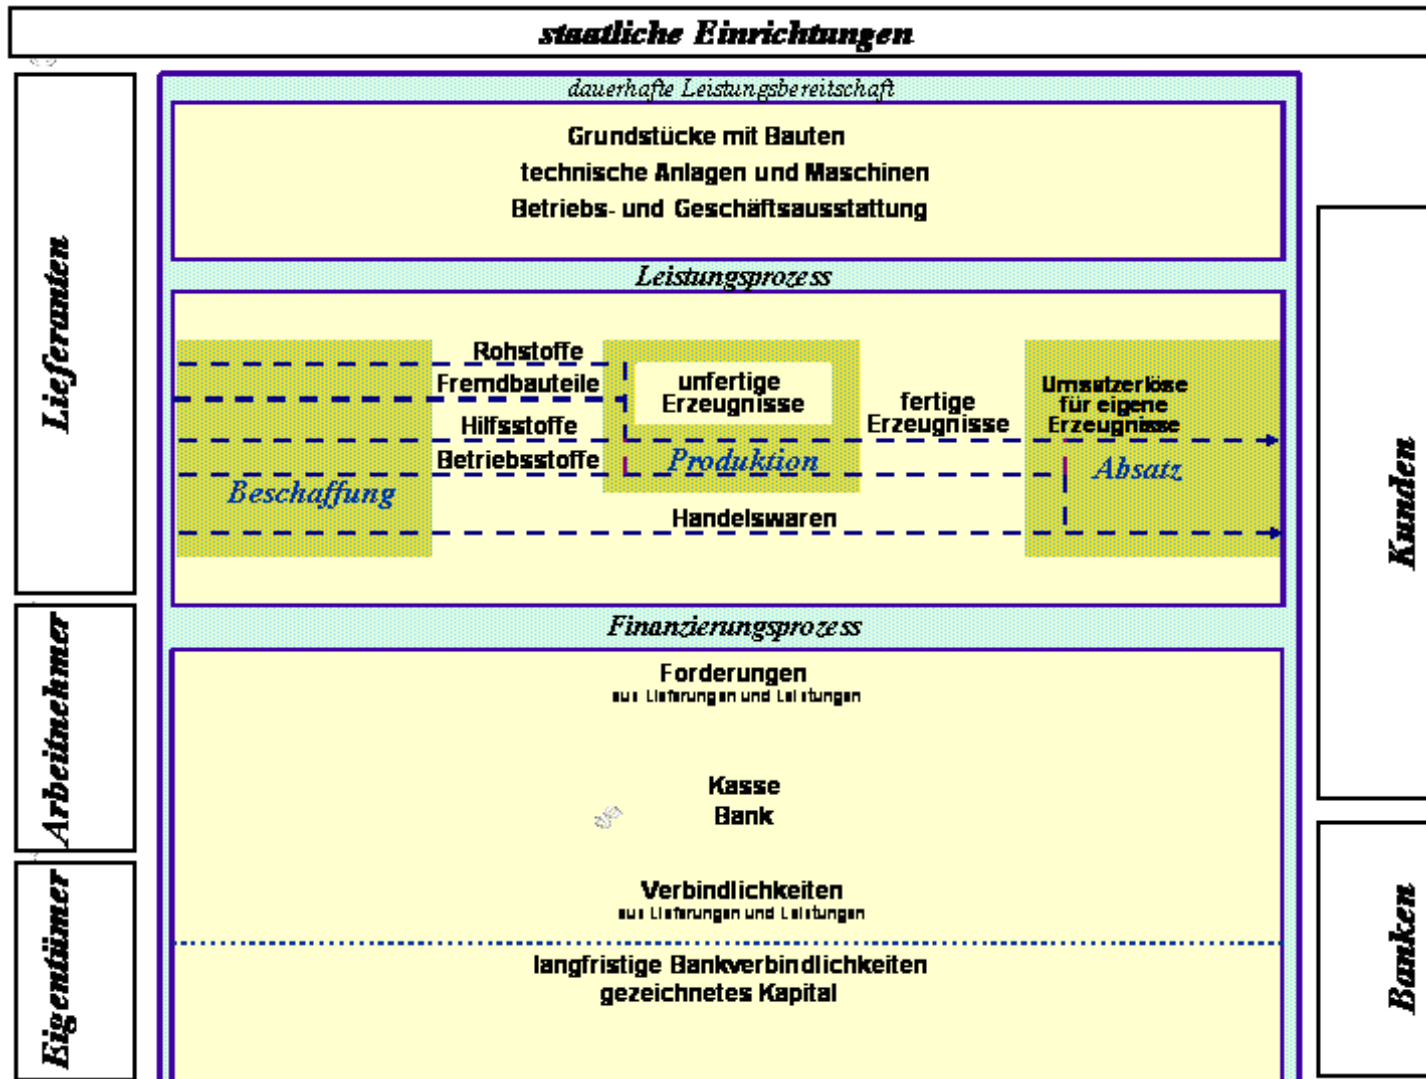 staatliche Einrichtungen
dauerhafte Leistungsbereitschaft
Grundstücke mit Bauten
technische Anlagen und Maschinen
Betriebs- und Geschäftsausstattung
Lieferanten
Leistungsprozess
Rohstoffe
Fremdbauteile
Hilfsstoffe
Betriebsstoffe
Beschaffung
unfertige
Erzeugnisse
Produktion
fertige
Erzeugnisse
Umsatzerlöse
für eigene
Erzeugnisse
Absatz
Handelswaren
Kunden
Finanzierungsprozess
Arbeitnehmer
Forderungen
aus Lieferungen und Leistungen
Kasse
Bank
Verbindlichkeiten
aus Lieferungen und Leistungen
Eigentümer
langfristige Bankverbindlichkeiten
gezeichnetes Kapital
Banken